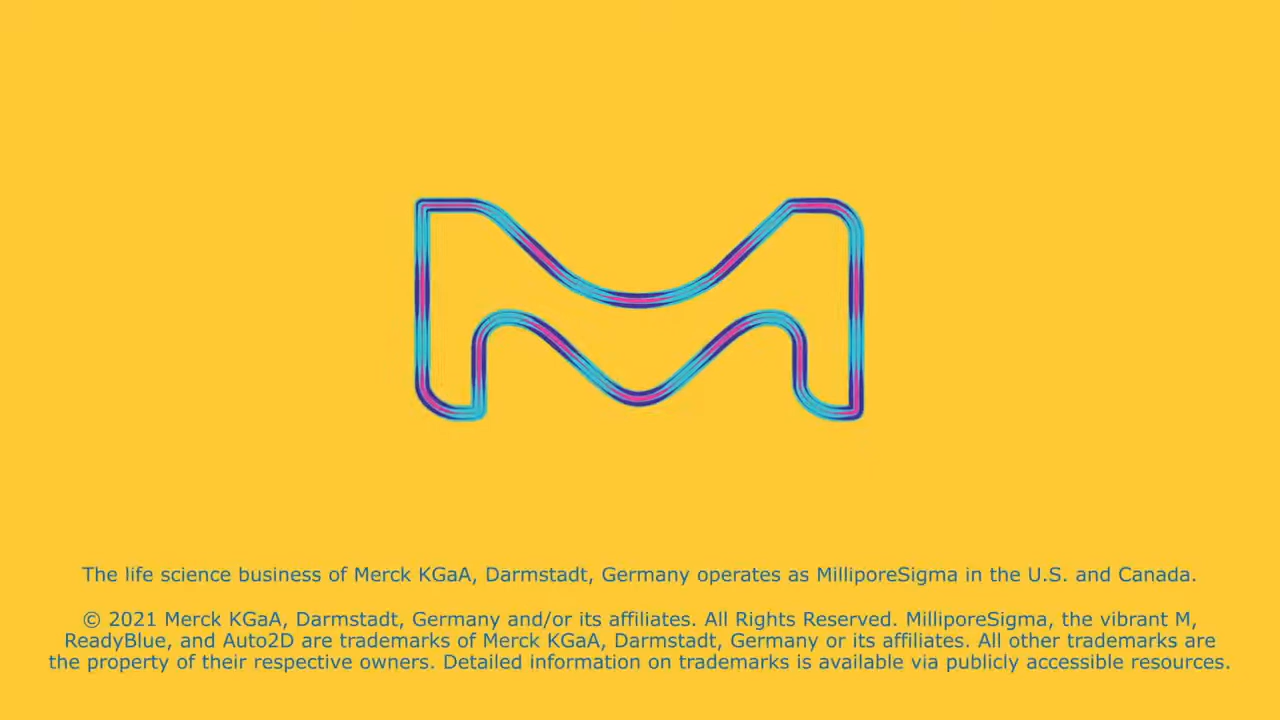 The life science business of Merck KGaA, Darmstadt, Germany operates as MilliporeSigma in the U.S. and Canada.
© 2021 Merck KGaA, Darmstadt, Germany and/or its affiliates. All Rights Reserved. MilliporeSigma, the vibrant M,
ReadyBlue, and Auto2D are trademarks of Merck KGaA, Darmstadt, Germany or its affiliates. All other trademarks are
the property of their respective owners. Detailed information on trademarks is available via publicly accessible resources.